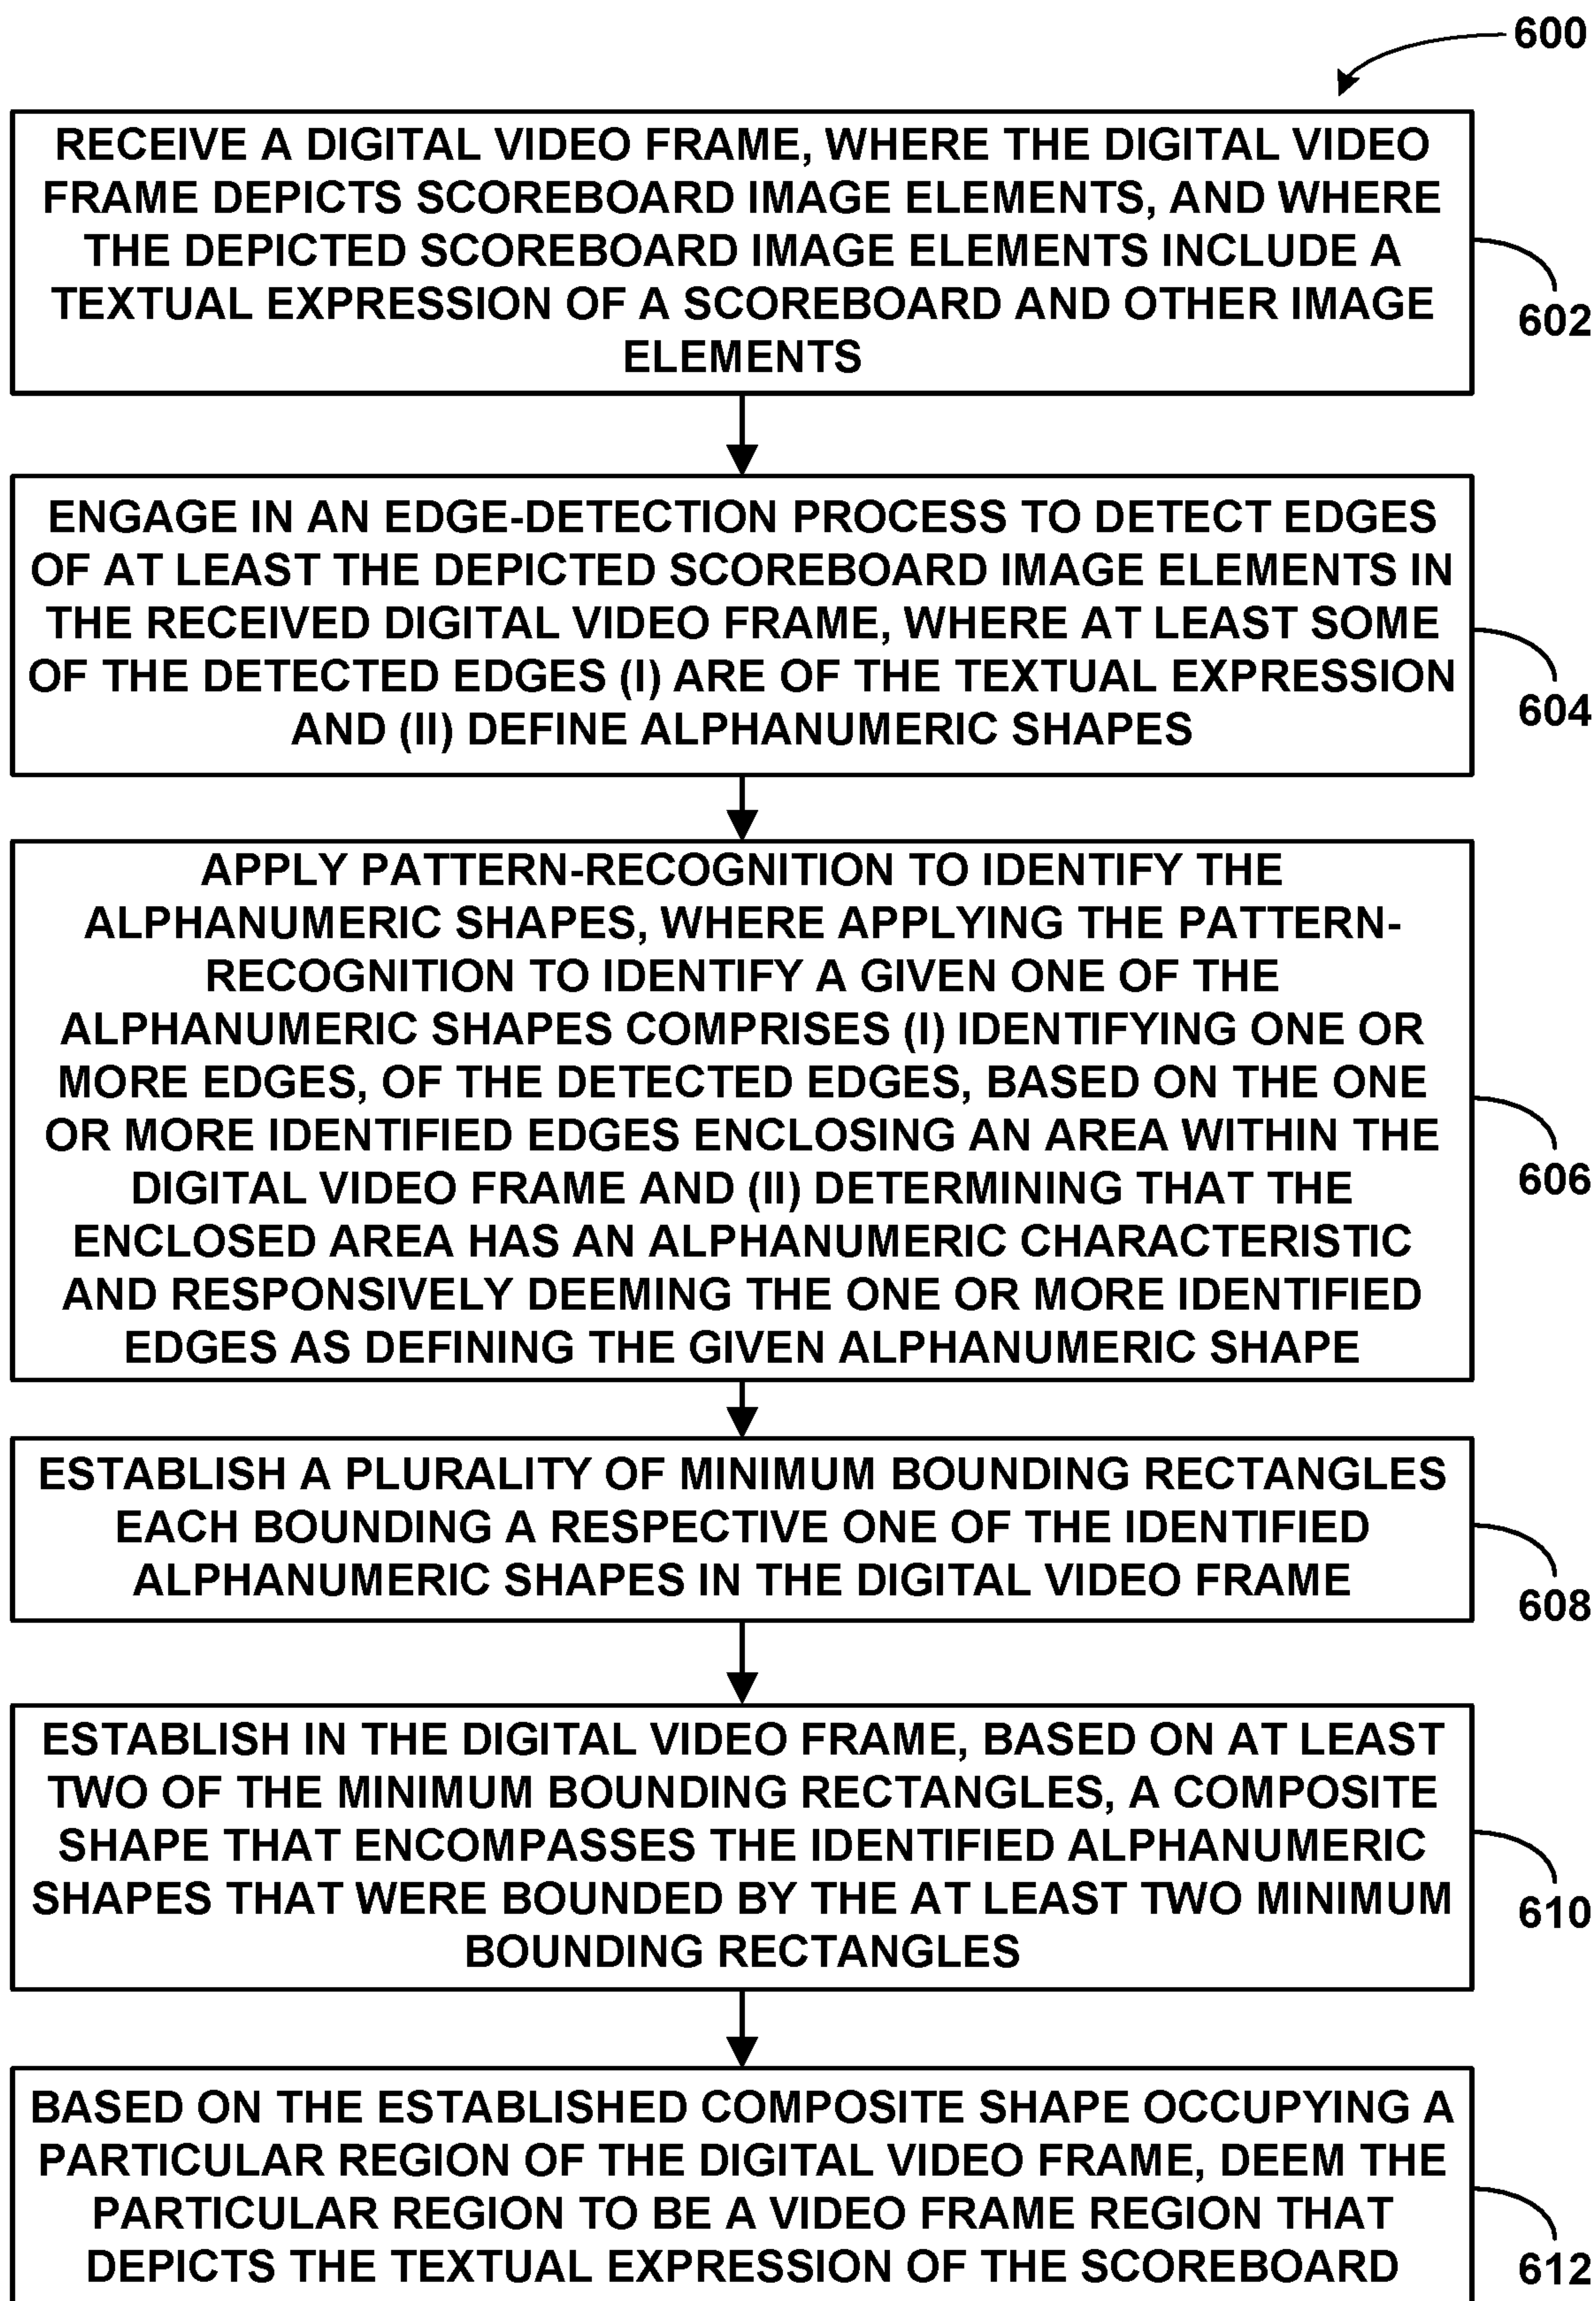 600
RECEIVE A DIGITAL VIDEO FRAME, WHERE THE DIGITAL VIDEO
FRAME DEPICTS SCOREBOARD IMAGE ELEMENTS, AND WHERE
THE DEPICTED SCOREBOARD IMAGE ELEMENTS INCLUDE A
TEXTUAL EXPRESSION OF A SCOREBOARD AND OTHER IMAGE
ELEMENTS
602
ENGAGE IN AN EDGE-DETECTION PROCESS TO DETECT EDGES
OF AT LEAST THE DEPICTED SCOREBOARD IMAGE ELEMENTS IN
THE RECEIVED DIGITAL VIDEO FRAME, WHERE AT LEAST SOME
OF THE DETECTED EDGES (I) ARE OF THE TEXTUAL EXPRESSION
AND (II) DEFINE ALPHANUMERIC SHAPES
604
APPLY PATTERN-RECOGNITION TO IDENTIFY THE
ALPHANUMERIC SHAPES, WHERE APPLYING THE PATTERN-
RECOGNITION TO IDENTIFY A GIVEN ONE OF THE
ALPHANUMERIC SHAPES COMPRISES (I) IDENTIFYING ONE OR
MORE EDGES, OF THE DETECTED EDGES, BASED ON THE ONE
OR MORE IDENTIFIED EDGES ENCLOSING AN AREA WITHIN THE
DIGITAL VIDEO FRAME AND (II) DETERMINING THAT THE
ENCLOSED AREA HAS AN ALPHANUMERIC CHARACTERISTIC
AND RESPONSIVELY DEEMING THE ONE OR MORE IDENTIFIED
EDGES AS DEFINING THE GIVEN ALPHANUMERIC SHAPE
606
ESTABLISH A PLURALITY OF MINIMUM BOUNDING RECTANGLES
EACH BOUNDING A RESPECTIVE ONE OF THE IDENTIFIED
ALPHANUMERIC SHAPES IN THE DIGITAL VIDEO FRAME
608
ESTABLISH IN THE DIGITAL VIDEO FRAME, BASED ON AT LEAST
TWO OF THE MINIMUM BOUNDING RECTANGLES, A COMPOSITE
SHAPE THAT ENCOMPASSES THE IDENTIFIED ALPHANUMERIC
SHAPES THAT WERE BOUNDED BY THE AT LEAST TWO MINIMUM
BOUNDING RECTANGLES
610
BASED ON THE ESTABLISHED COMPOSITE SHAPE OCCUPYING A
PARTICULAR REGION OF THE DIGITAL VIDEO FRAME, DEEM THE
PARTICULAR REGION TO BE A VIDEO FRAME REGION THAT
DEPICTS THE TEXTUAL EXPRESSION OF THE SCOREBOARD
612